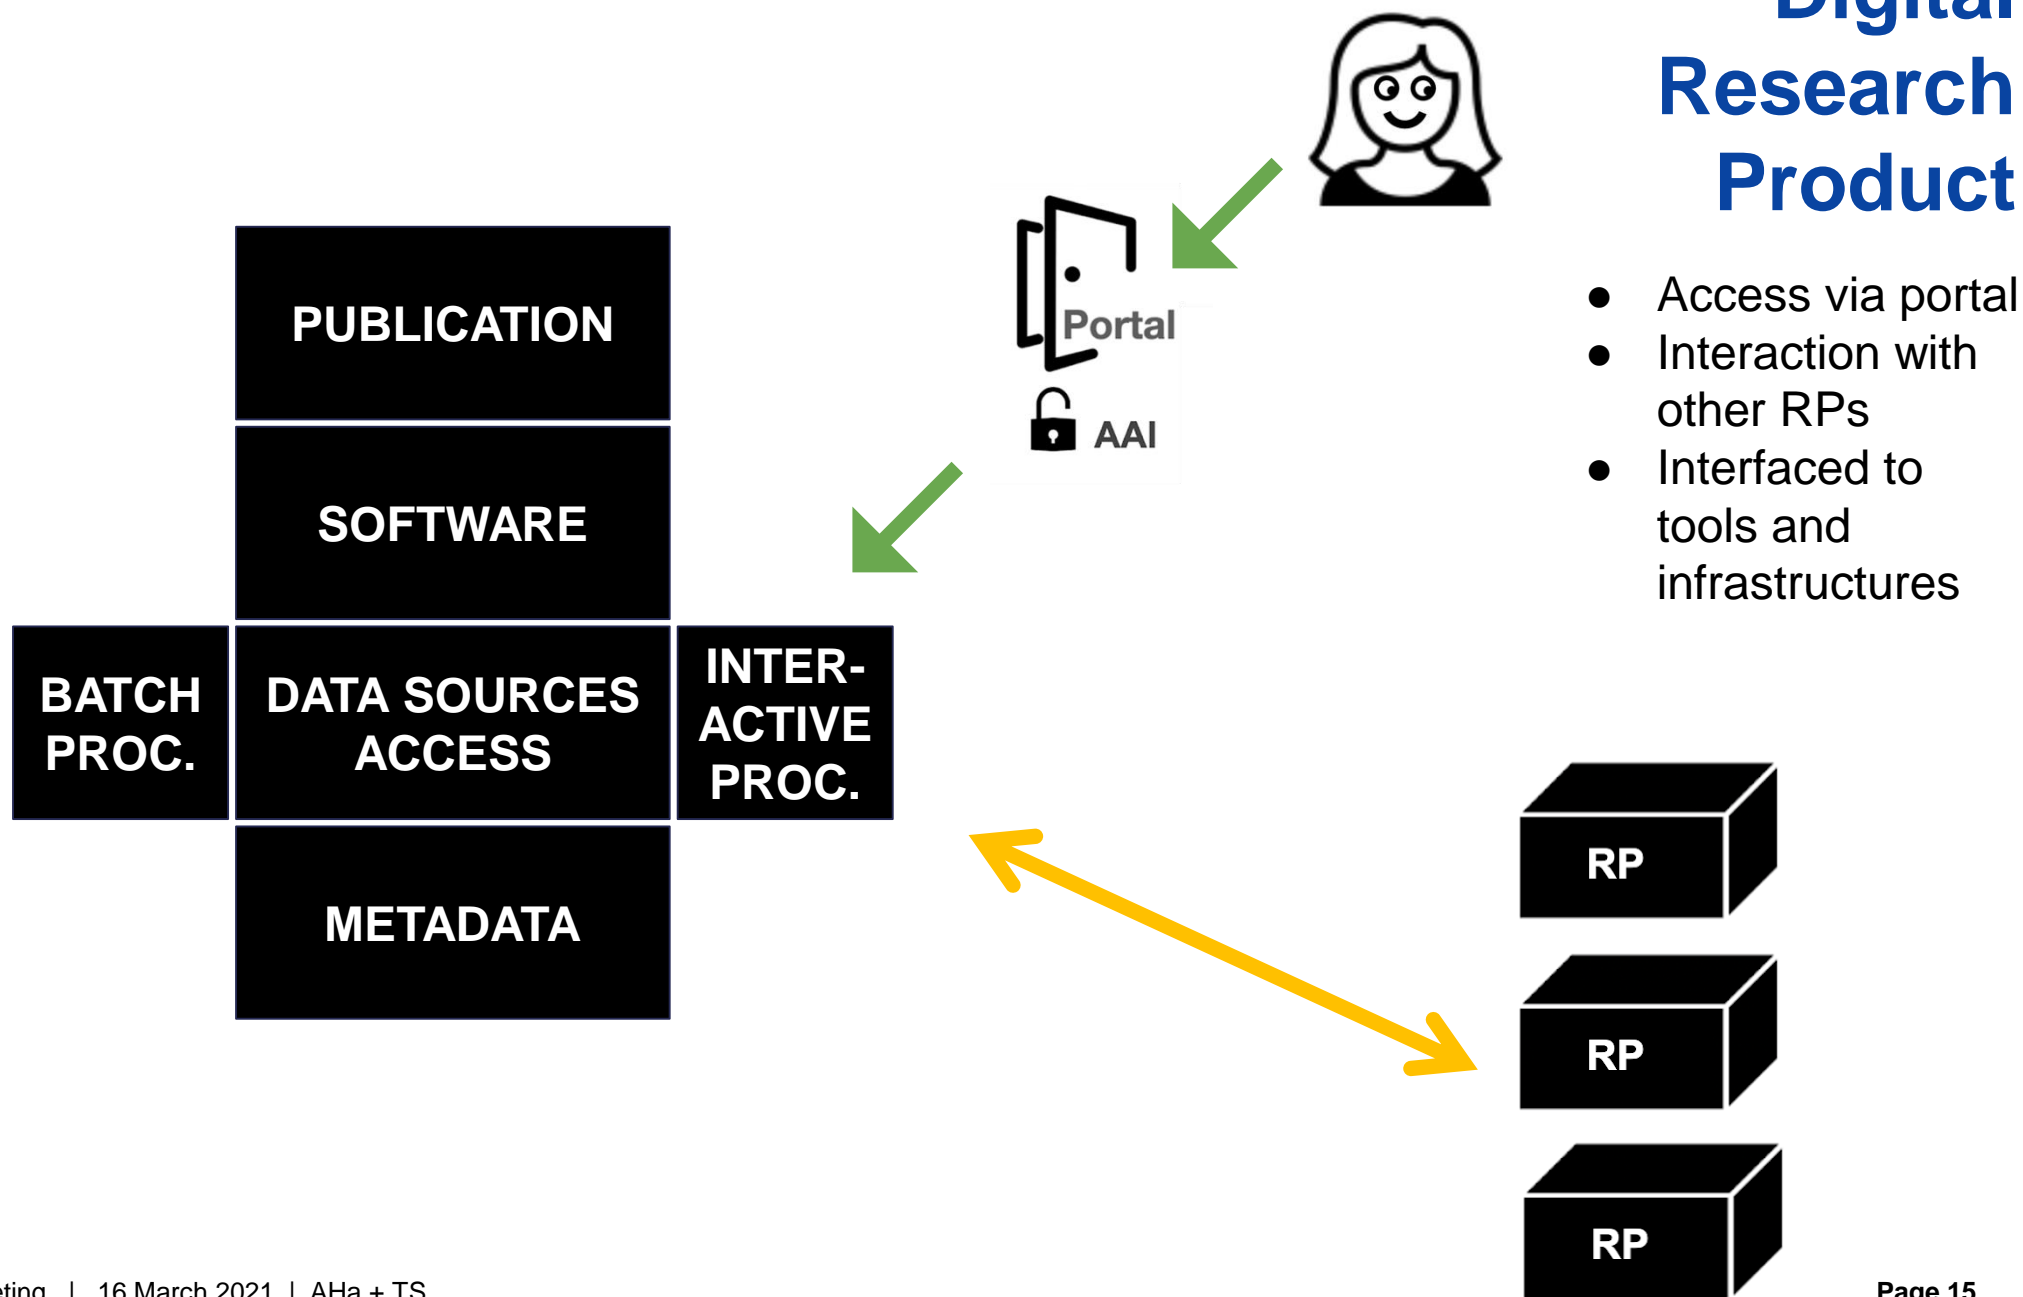 Digital
Research
Product
Access via portal
Interaction with
other RPs
Interfaced to
tools and
infrastructures
Portal
AAI
PUBLICATION
SOFTWARE
BATCH
PROC.
DATA SOURCES
ACCESS
INTER-
ACTIVE
PROC.
METADATA
RP
RP
RP
| 16 March 2021 | AHa + TS
Page 15